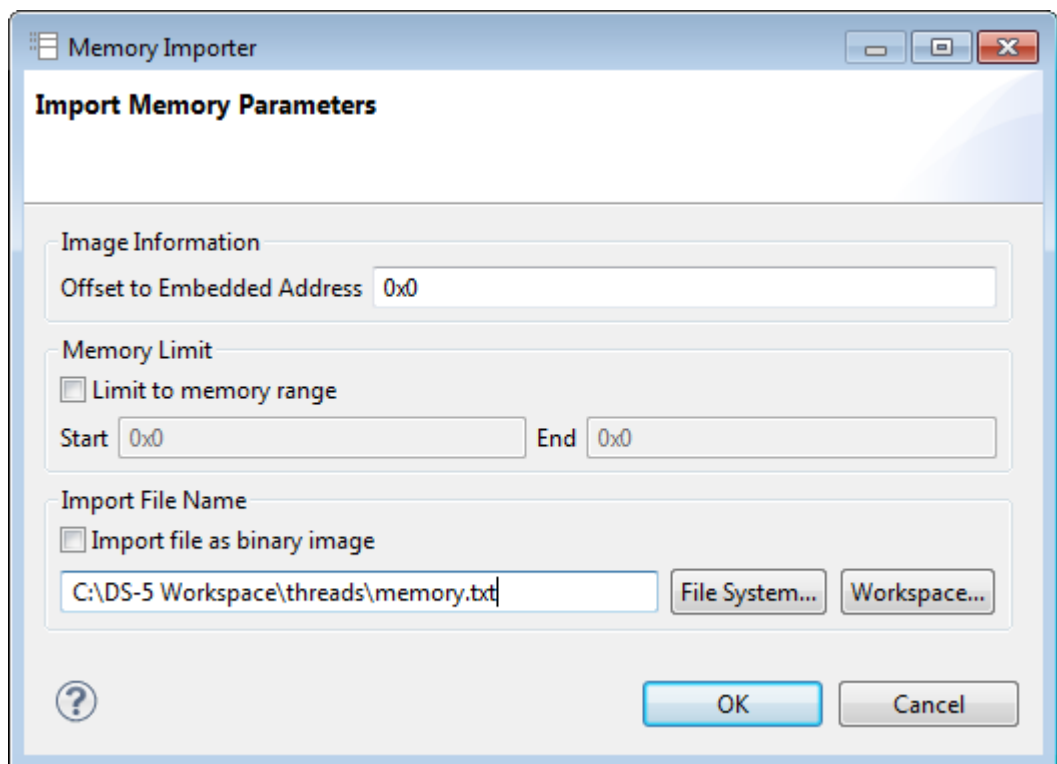 Memory Importer
Import Memory Parameters
Image Information
Offset to Embedded Address 0x0
Memory Limit
Limit to memory range
Start 0x0 End 0x0
Import File Name
Import file as binary image
C:\DS-5 Workspace\threads\memory.txt File System... Workspace...
? OK Cancel